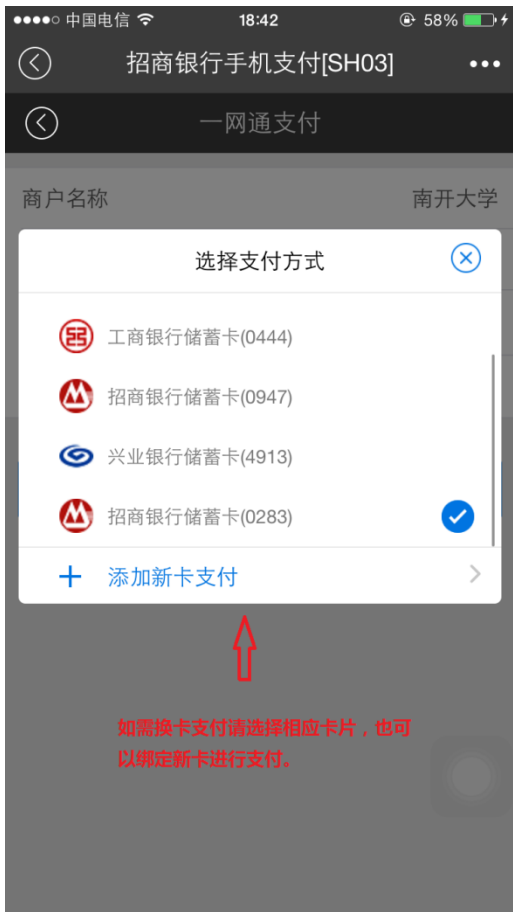 中国电信 18:42 58%
招商银行手机支付[SH03]
一网通支付
商户名称 南开大学
选择支付方式
工商银行储蓄卡(0444)
招商银行储蓄卡(0947)
兴业银行储蓄卡(4913)
招商银行储蓄卡(0283)
添加新卡支付
如需换卡支付请选择相应卡片，也可
以绑定新卡进行支付。